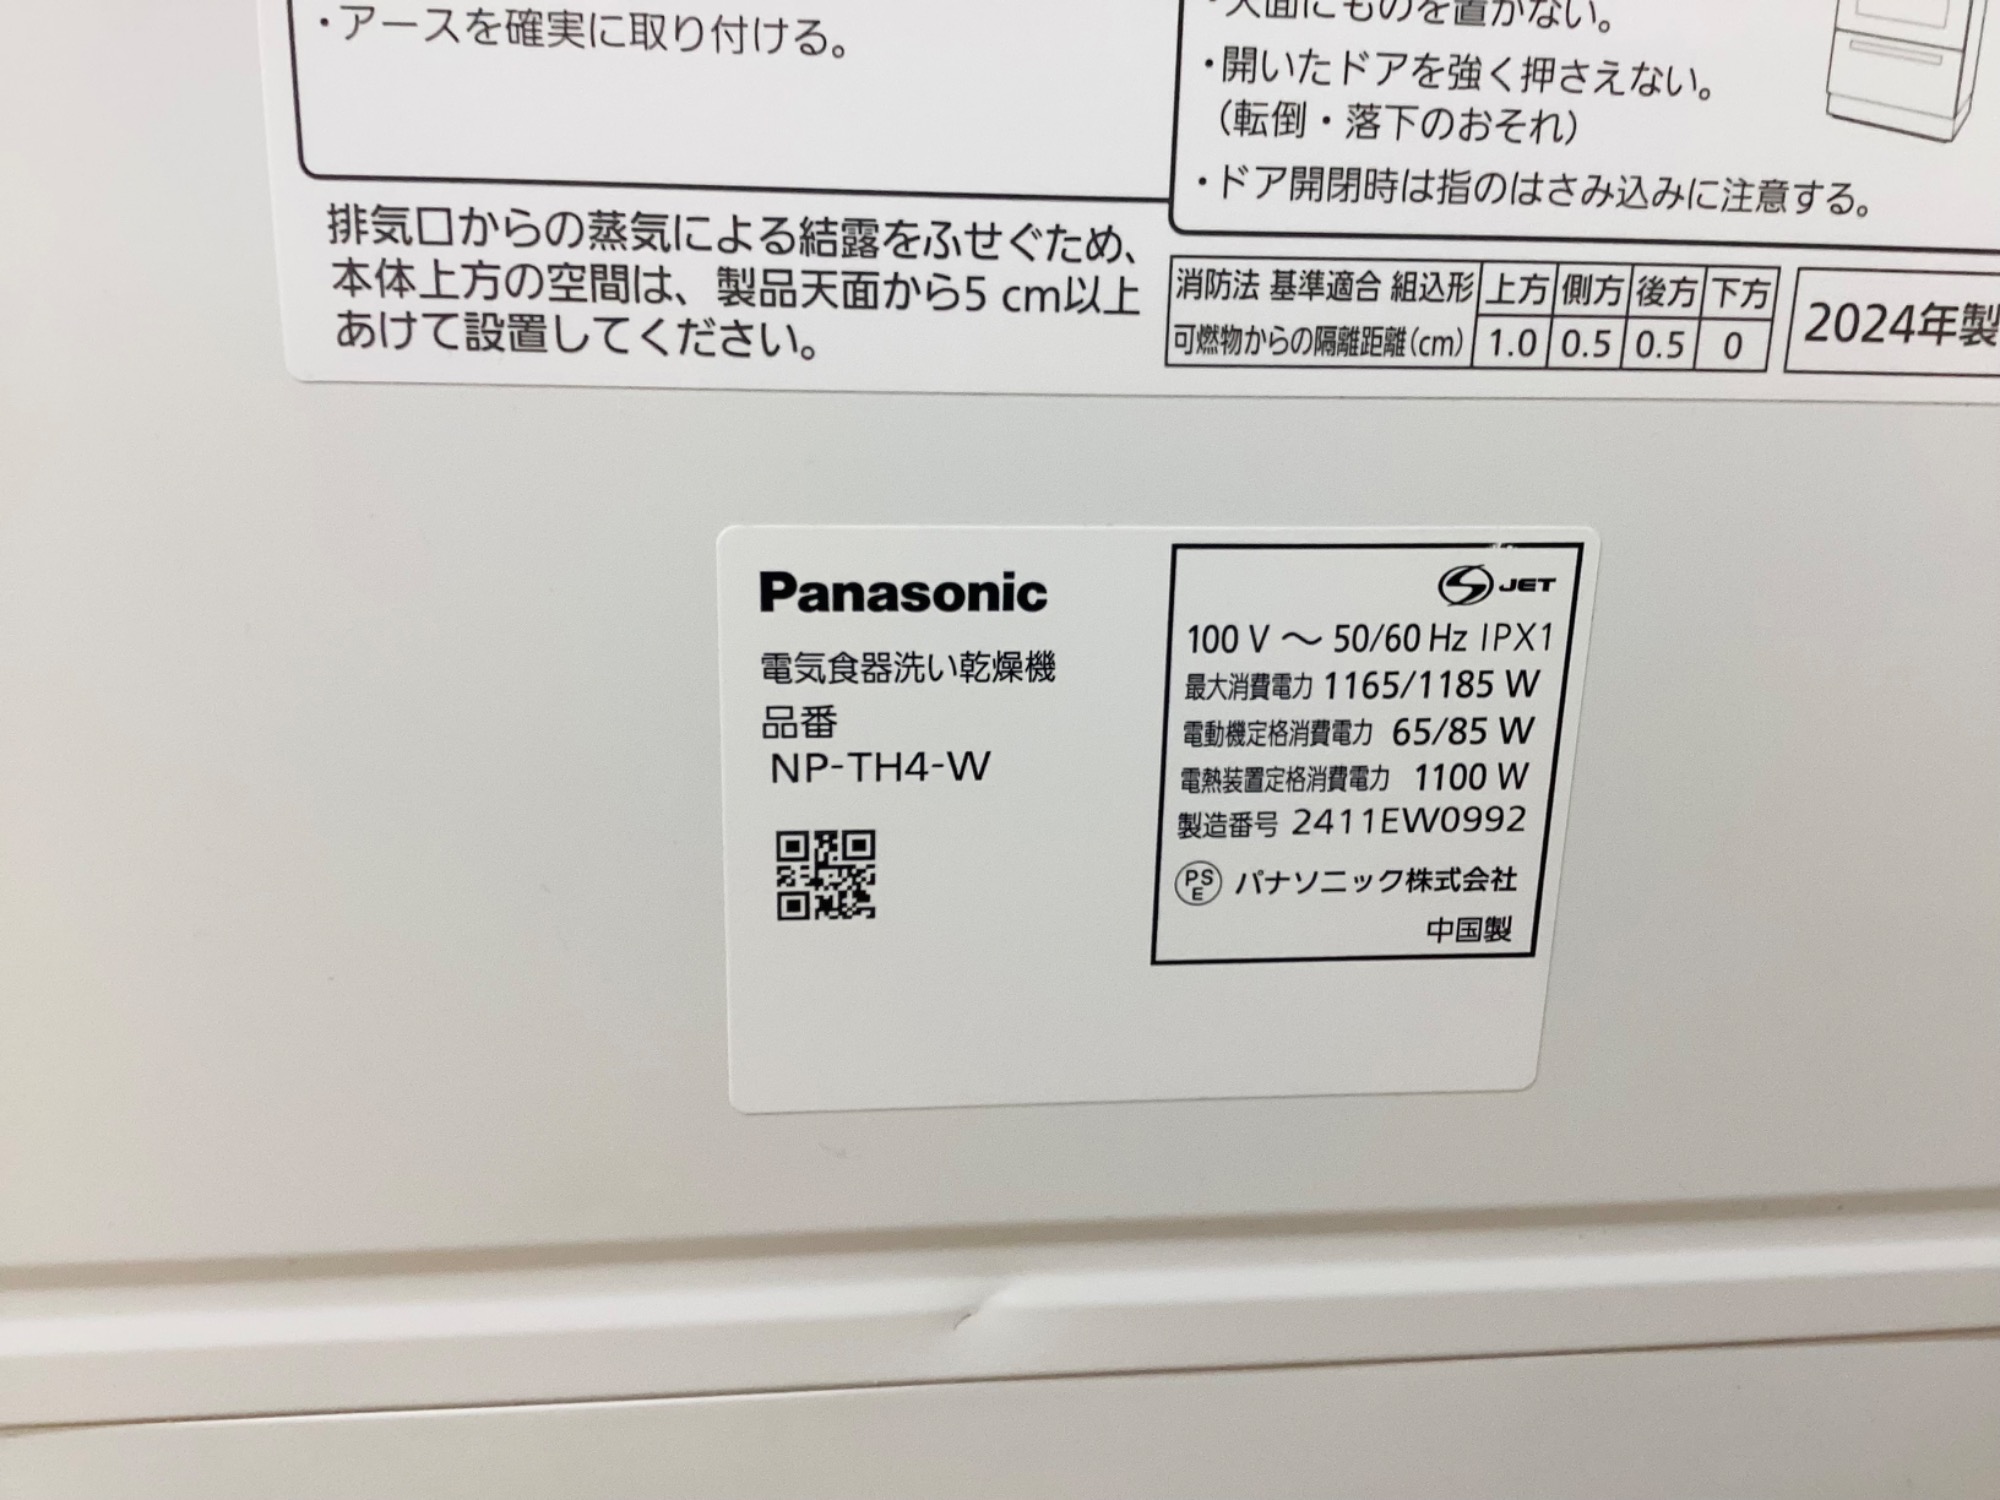 ・アースを確実に取り付ける。
・天面にものを置かない。
・開いたドアを強く押さえない。
(転倒・落下のおそれ)
・ドア開閉時は指のはさみ込みに注意する。
排気口からの蒸気による結露をふせぐため、
本体上方の空間は、製品天面から5 cm以上
あけて設置してください。
消防法 基準適合 組込形 上方 側方 後方 下方
可燃物からの隔離距離(cm) 1.0 0.5 0.5 0
2024年製
Panasonic
電気食器洗い乾燥機
品番
NP-TH4-W
JET
100 V ～ 50/60 Hz IPX1
最大消費電力 1165/1185 W
電動機定格消費電力 65/85 W
電熱装置定格消費電力 1100 W
製造番号 2411EW0992
PS
E
パナソニック株式会社
中国製